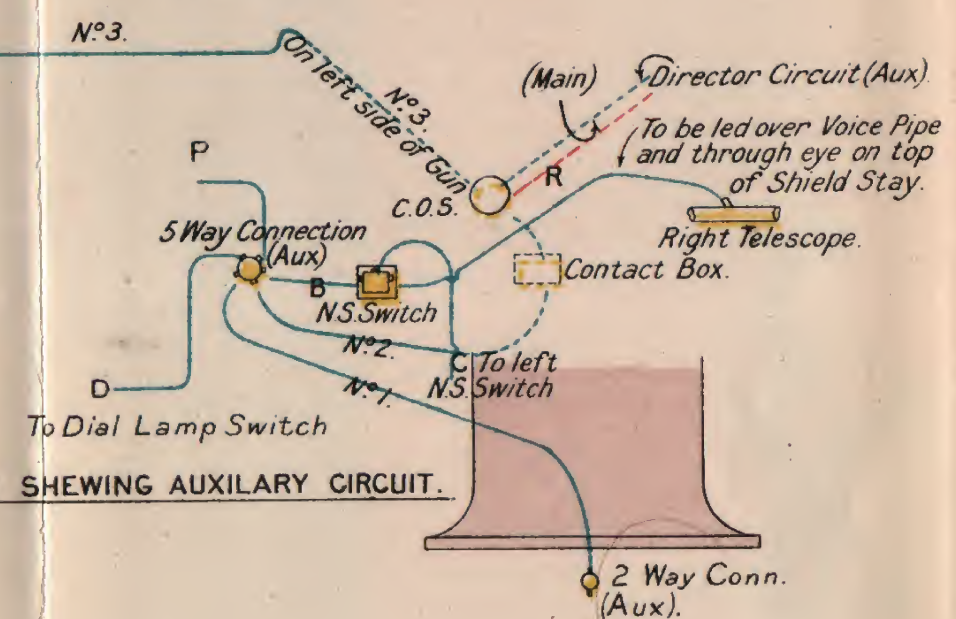 Nº3.
On left side of Gun
Nº3.
(Main)
Director Circuit (Aux).
To be led over Voice Pipe
and through eye on top
of Shield Stay.
R
C.O.S.
P
Right Telescope.
5 Way Connection
(Aux)
Contact Box.
B
N.S. Switch
Nº2.
C To left
N.S. Switch
Nº1.
D
To Dial Lamp Switch
SHEWING AUXILARY CIRCUIT.
2 Way Conn.
(Aux).